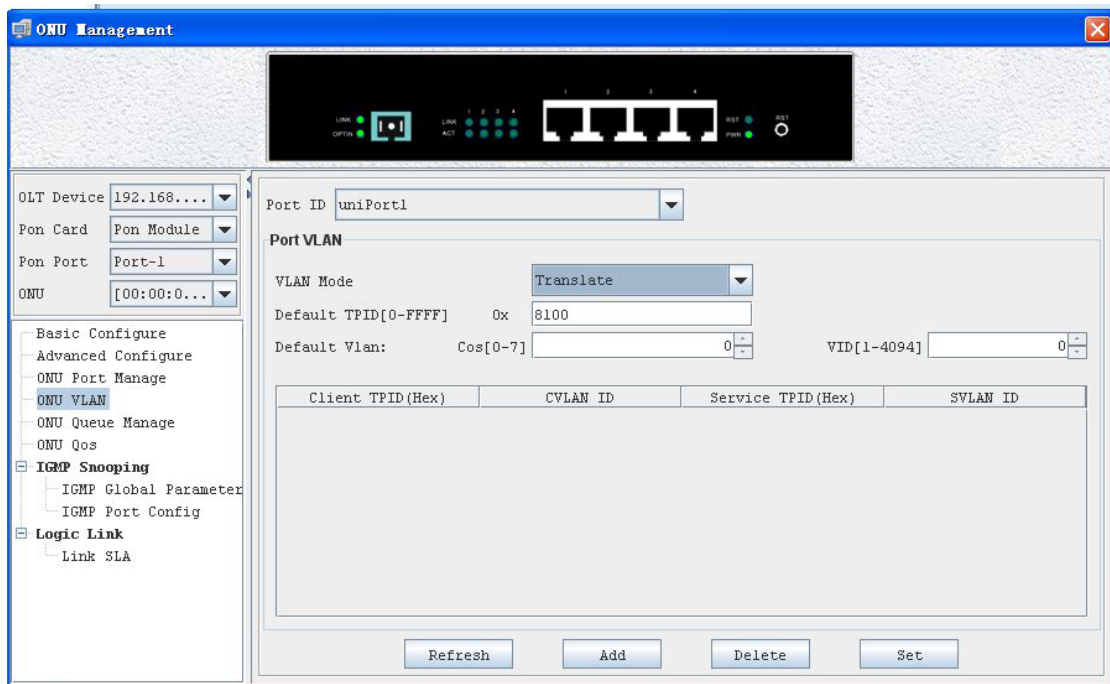 ONU Management
1 2 3 4
LINK
OPTIN
1 2 3 4
LINK
ACT
RST
PWR
RST
OLT Device 192.168....
Pon Card Pon Module
Pon Port Port-1
ONU [00:00:0...
Basic Configure
Advanced Configure
ONU Port Manage
ONU VLAN
ONU Queue Manage
ONU Qos
IGMP Snooping
IGMP Global Parameter
IGMP Port Config
Logic Link
Link SLA
Port ID uniPort1
Port VLAN
VLAN Mode Translate
Default TPID[0-FFFF] 0x 8100
Default Vlan: Cos[0-7] 0 VID[1-4094] 0
Client TPID(Hex) CVLAN ID Service TPID(Hex) SVLAN ID
Refresh Add Delete Set